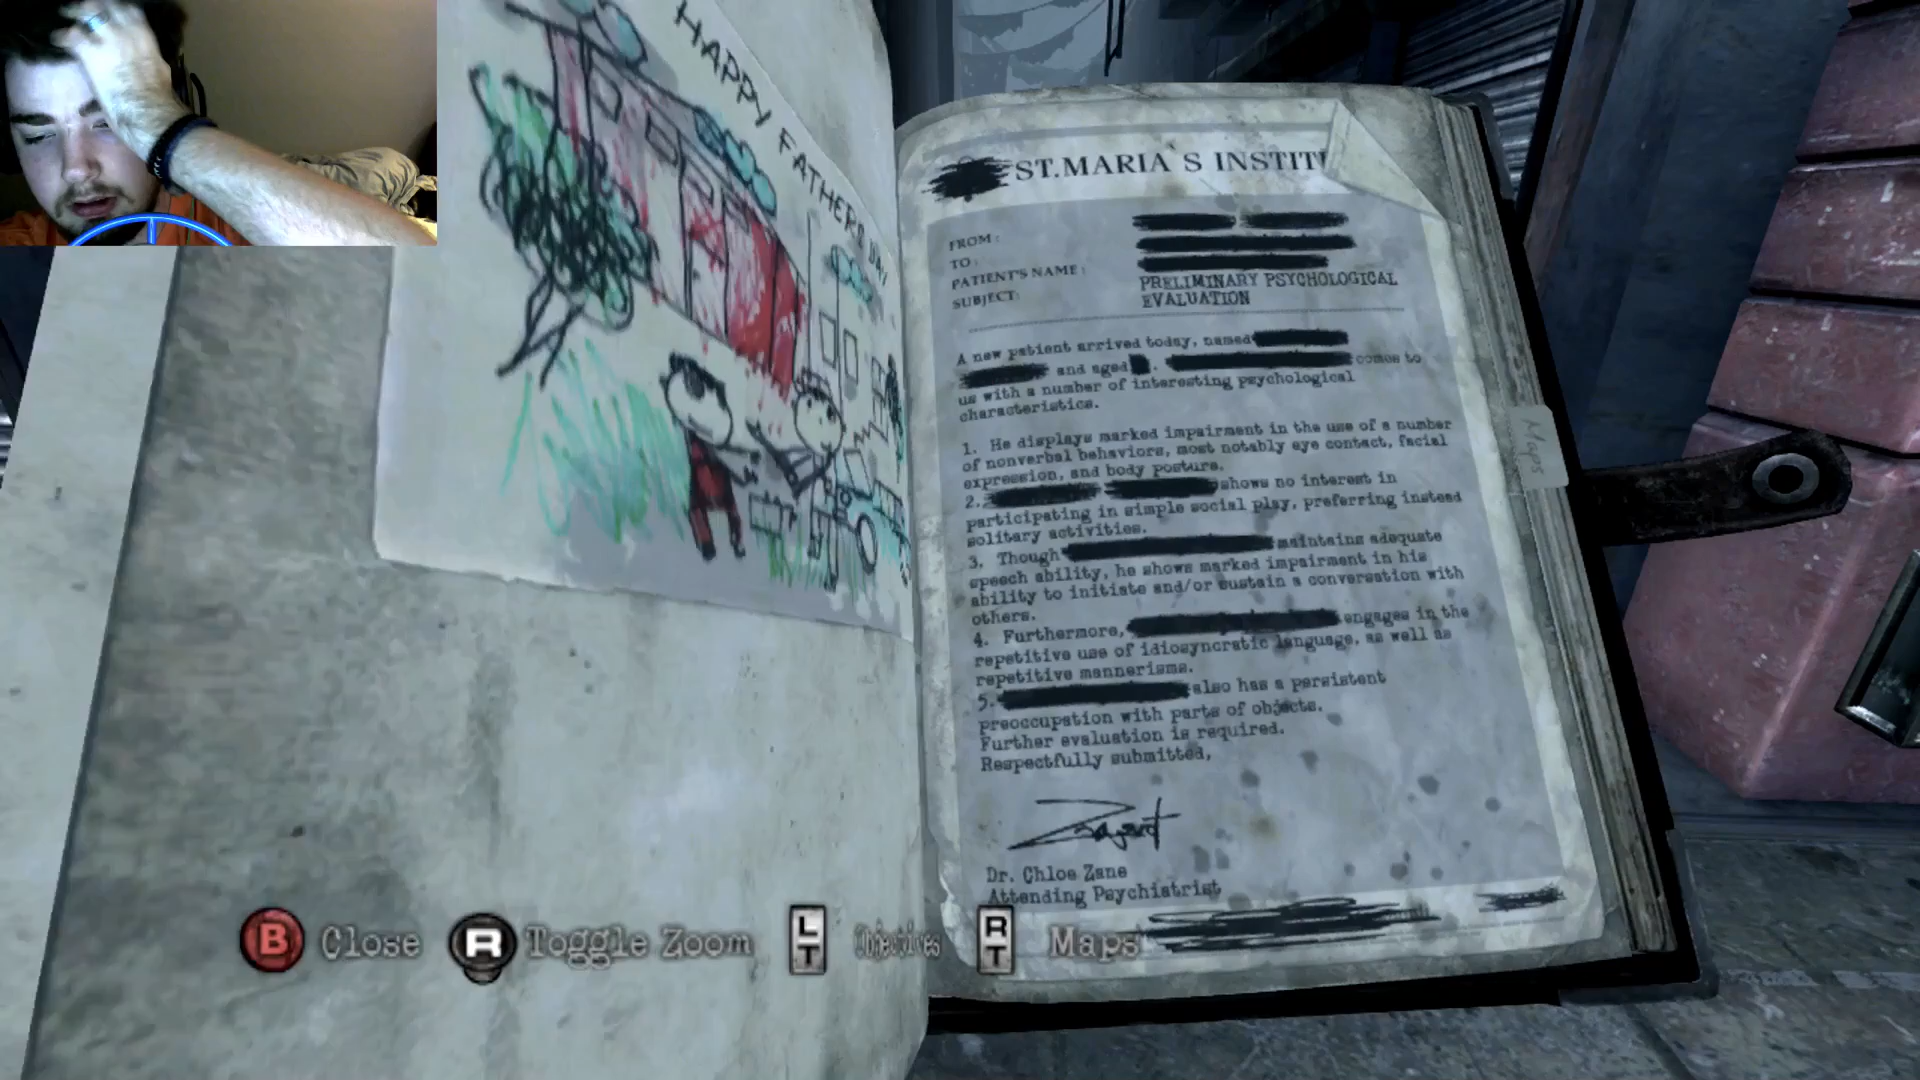 HAPPY FATHERS DAY
ST.MARIA S INSTIT
FROM:
TO:
PATIENT'S NAME:
SUBJECT:
PRELIMINARY PSYCHOLOGICAL
EVALUATION
A new patient arrived today, named
and aged . comes to
us with a number of interesting psychological
characteristics.
1. He displays marked impairment in the use of a number
of nonverbal behaviors, most notably eye contact, facial
expression, and body posture.
2. shows no interest in
participating in simple social play, preferring instead
solitary activities.
3. Though maintains adequate
speech ability, he shows marked impairment in his
ability to initiate and/or sustain a conversation with
others.
4. Furthermore, engages in the
repetitive use of idiosyncratic language, as well as
repetitive mannerisms.
5. also has a persistent
preoccupation with parts of objects.
Further evaluation is required.
Respectfully submitted,
Dr. Chloe Zane
Attending Psychiatrist
Maps
B Close R Toggle Zoom LT Objectives RT Maps